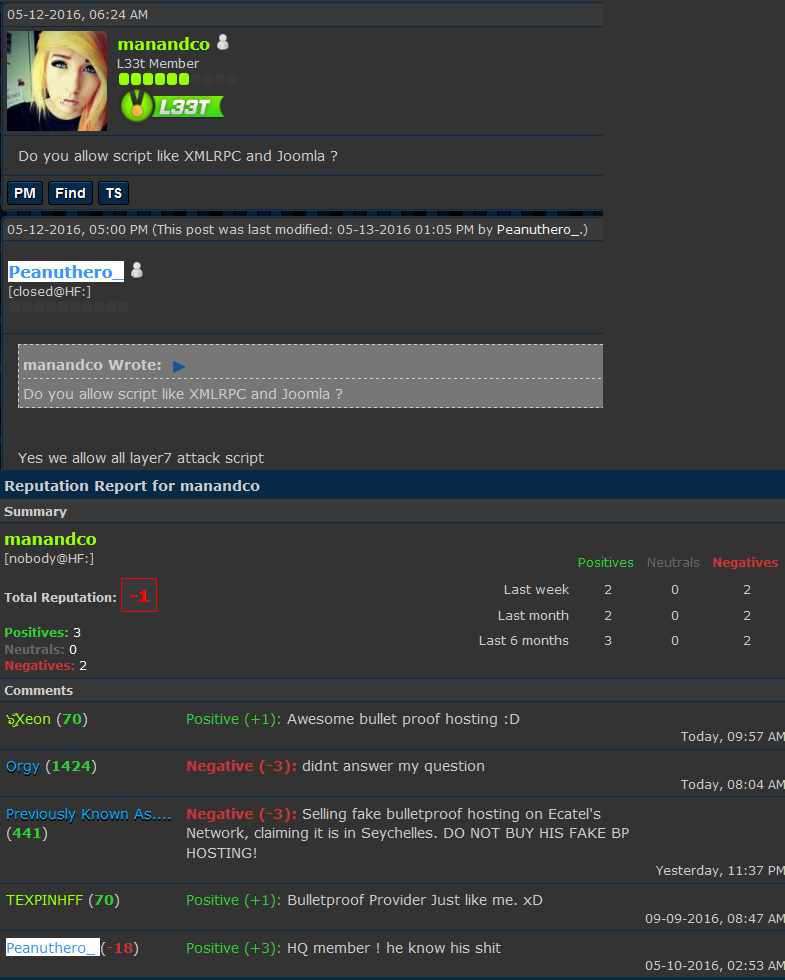 05-12-2016, 06:24 AM
manandco
L33t Member
L33T
Do you allow script like XMLRPC and Joomla ?
PM Find TS
05-12-2016, 05:00 PM (This post was last modified: 05-13-2016 01:05 PM by Peanuthero_.)
Peanuthero_
[closed@HF:]
manandco Wrote:
Do you allow script like XMLRPC and Joomla ?
Yes we allow all layer7 attack script
Reputation Report for manandco
Summary
manandco
[nobody@HF:]
Positives Neutrals Negatives
Last week 2 0 2
Total Reputation: -1
Last month 2 0 2
Positives: 3
Last 6 months 3 0 2
Neutrals: 0
Negatives: 2
Comments
Xeon (70) Positive (+1): Awesome bullet proof hosting :D
Today, 09:57 AM
Orgy (1424) Negative (-3): didnt answer my question
Today, 08:04 AM
Previously Known As.... (441) Negative (-3): Selling fake bulletproof hosting on Ecatel's
Network, claiming it is in Seychelles. DO NOT BUY HIS FAKE BP
HOSTING!
Yesterday, 11:37 PM
TEXPINHFF (70) Positive (+1): Bulletproof Provider Just like me. xD
09-09-2016, 08:47 AM
Peanuthero_ (-18) Positive (+3): HQ member ! he know his shit
05-10-2016, 02:53 AM